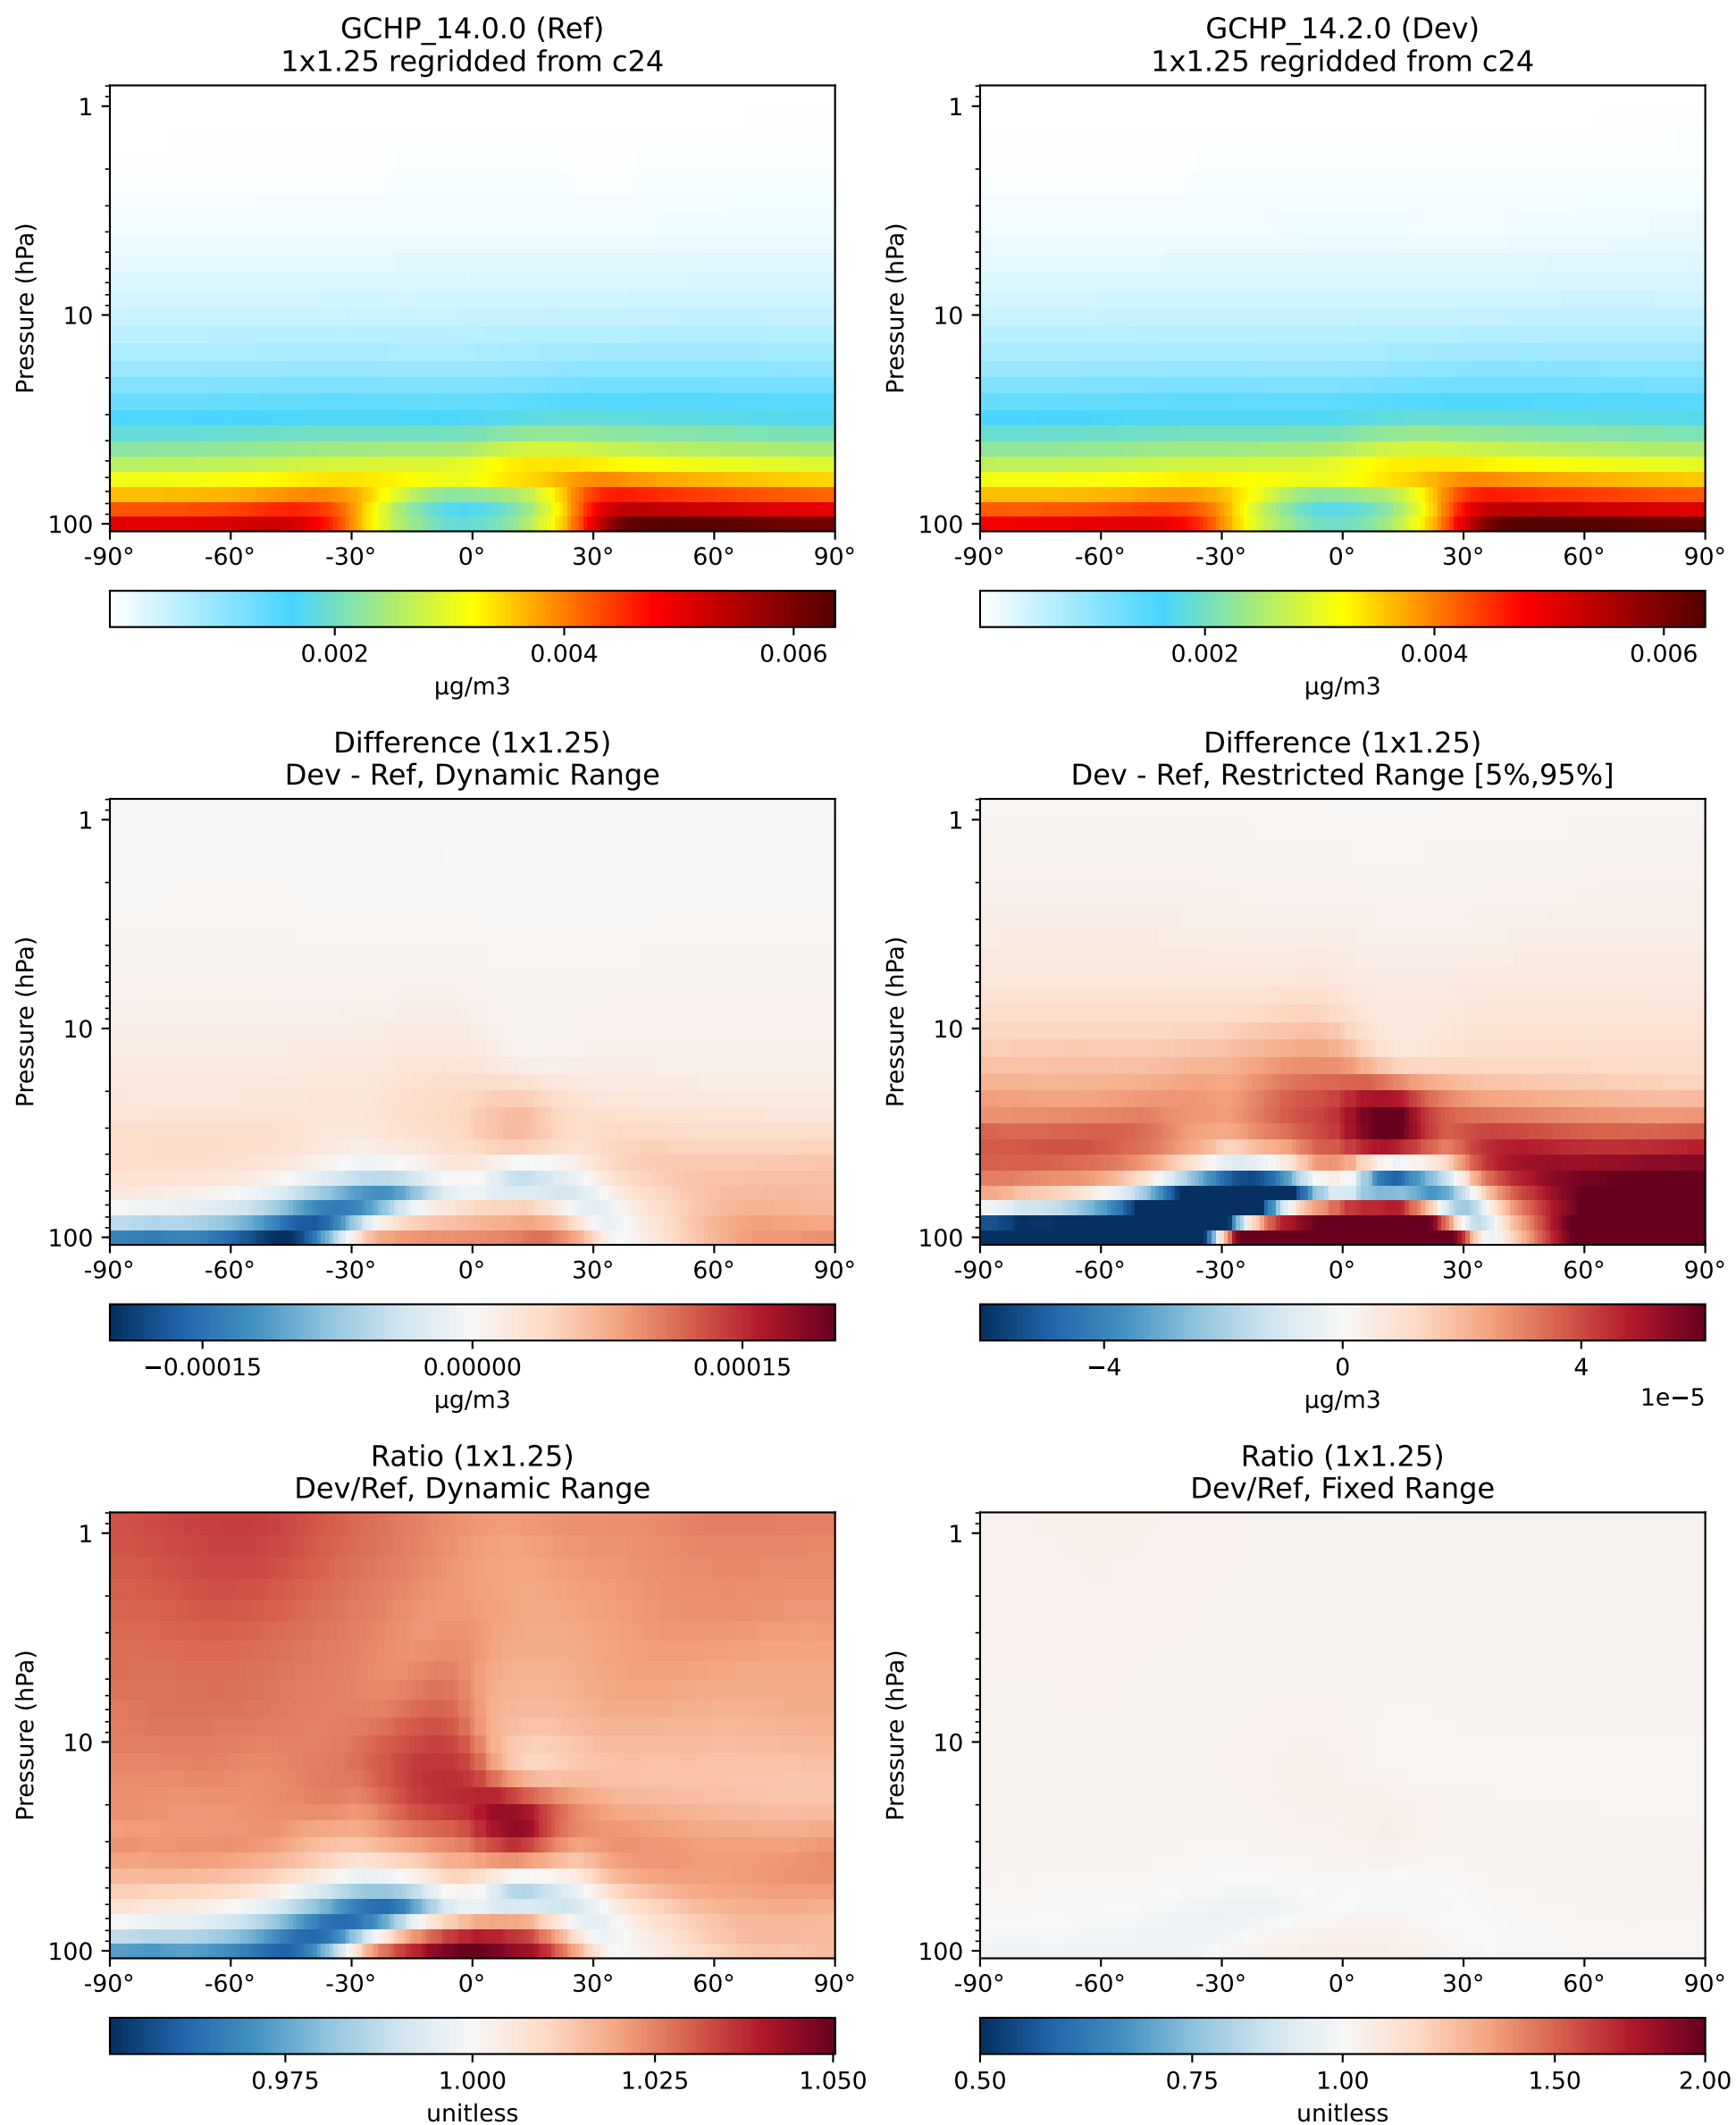 GCHP_14.0.0 (Ref)
1x1.25 regridded from c24
Pressure (hPa)
1
10
100
-90° -60° -30° 0° 30° 60° 90°
0.002 0.004 0.006
µg/m3
GCHP_14.2.0 (Dev)
1x1.25 regridded from c24
Pressure (hPa)
1
10
100
-90° -60° -30° 0° 30° 60° 90°
0.002 0.004 0.006
µg/m3
Difference (1x1.25)
Dev - Ref, Dynamic Range
Pressure (hPa)
1
10
100
-90° -60° -30° 0° 30° 60° 90°
−0.00015 0.00000 0.00015
µg/m3
Difference (1x1.25)
Dev - Ref, Restricted Range [5%,95%]
Pressure (hPa)
1
10
100
-90° -60° -30° 0° 30° 60° 90°
−4 0 4
1e−5
µg/m3
Ratio (1x1.25)
Dev/Ref, Dynamic Range
Pressure (hPa)
1
10
100
-90° -60° -30° 0° 30° 60° 90°
0.975 1.000 1.025 1.050
unitless
Ratio (1x1.25)
Dev/Ref, Fixed Range
Pressure (hPa)
1
10
100
-90° -60° -30° 0° 30° 60° 90°
0.50 0.75 1.00 1.50 2.00
unitless